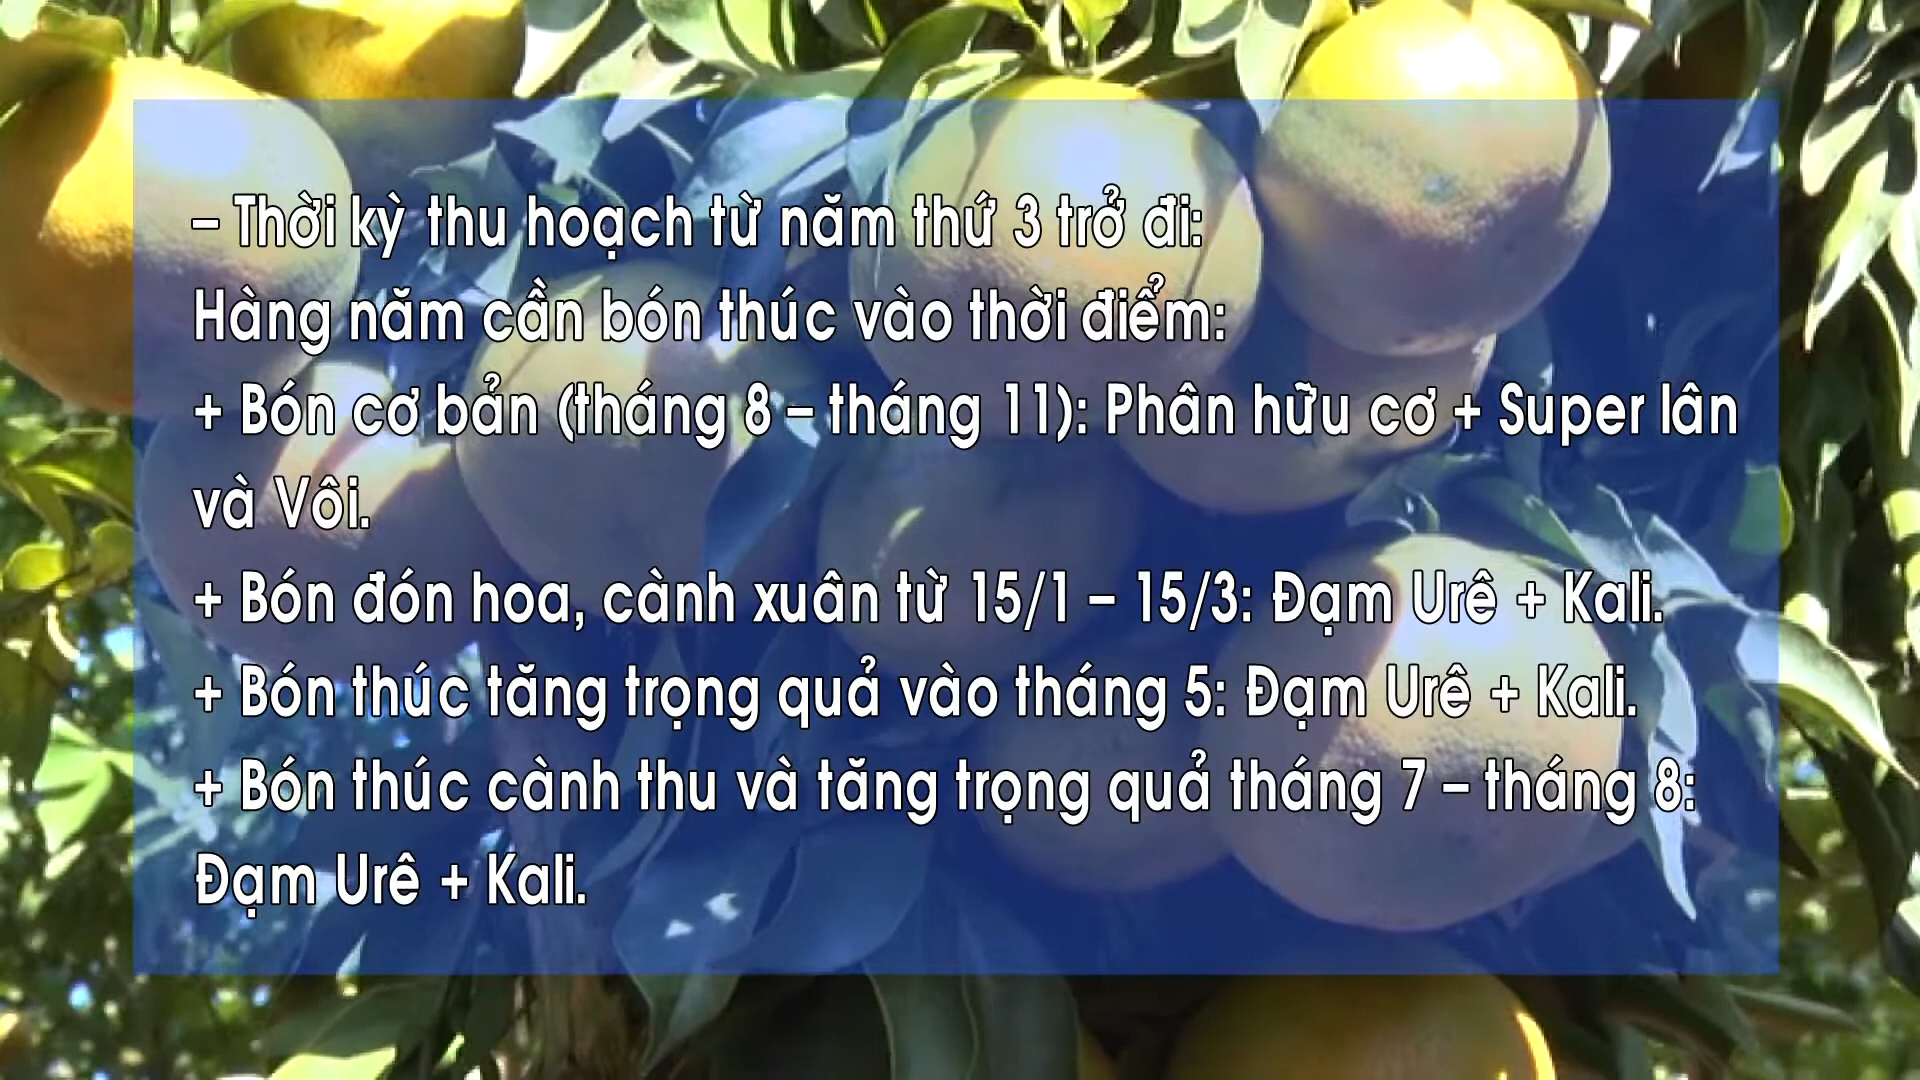 – Thời kỳ thu hoạch từ năm thứ 3 trở đi:
Hàng năm cần bón thúc vào thời điểm:
+ Bón cơ bản (tháng 8 – tháng 11): Phân hữu cơ + Super lân
và Vôi.
+ Bón đón hoa, cành xuân từ 15/1 – 15/3: Đạm Urê + Kali.
+ Bón thúc tăng trọng quả vào tháng 5: Đạm Urê + Kali.
+ Bón thúc cành thu và tăng trọng quả tháng 7 – tháng 8:
Đạm Urê + Kali.